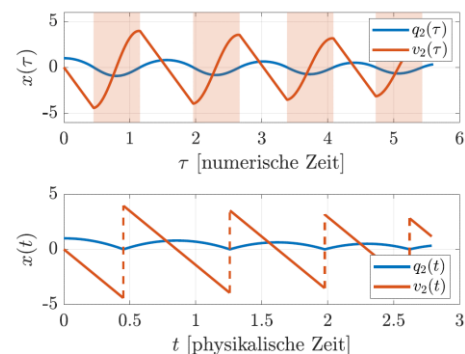 5
0
-5
x(τ)
q₂(τ)
v₂(τ)
0 1 2 3 4 5 6
τ [numerische Zeit]
5
0
-5
x(t)
q₂(t)
v₂(t)
0 0.5 1 1.5 2 2.5 3
t [physikalische Zeit]